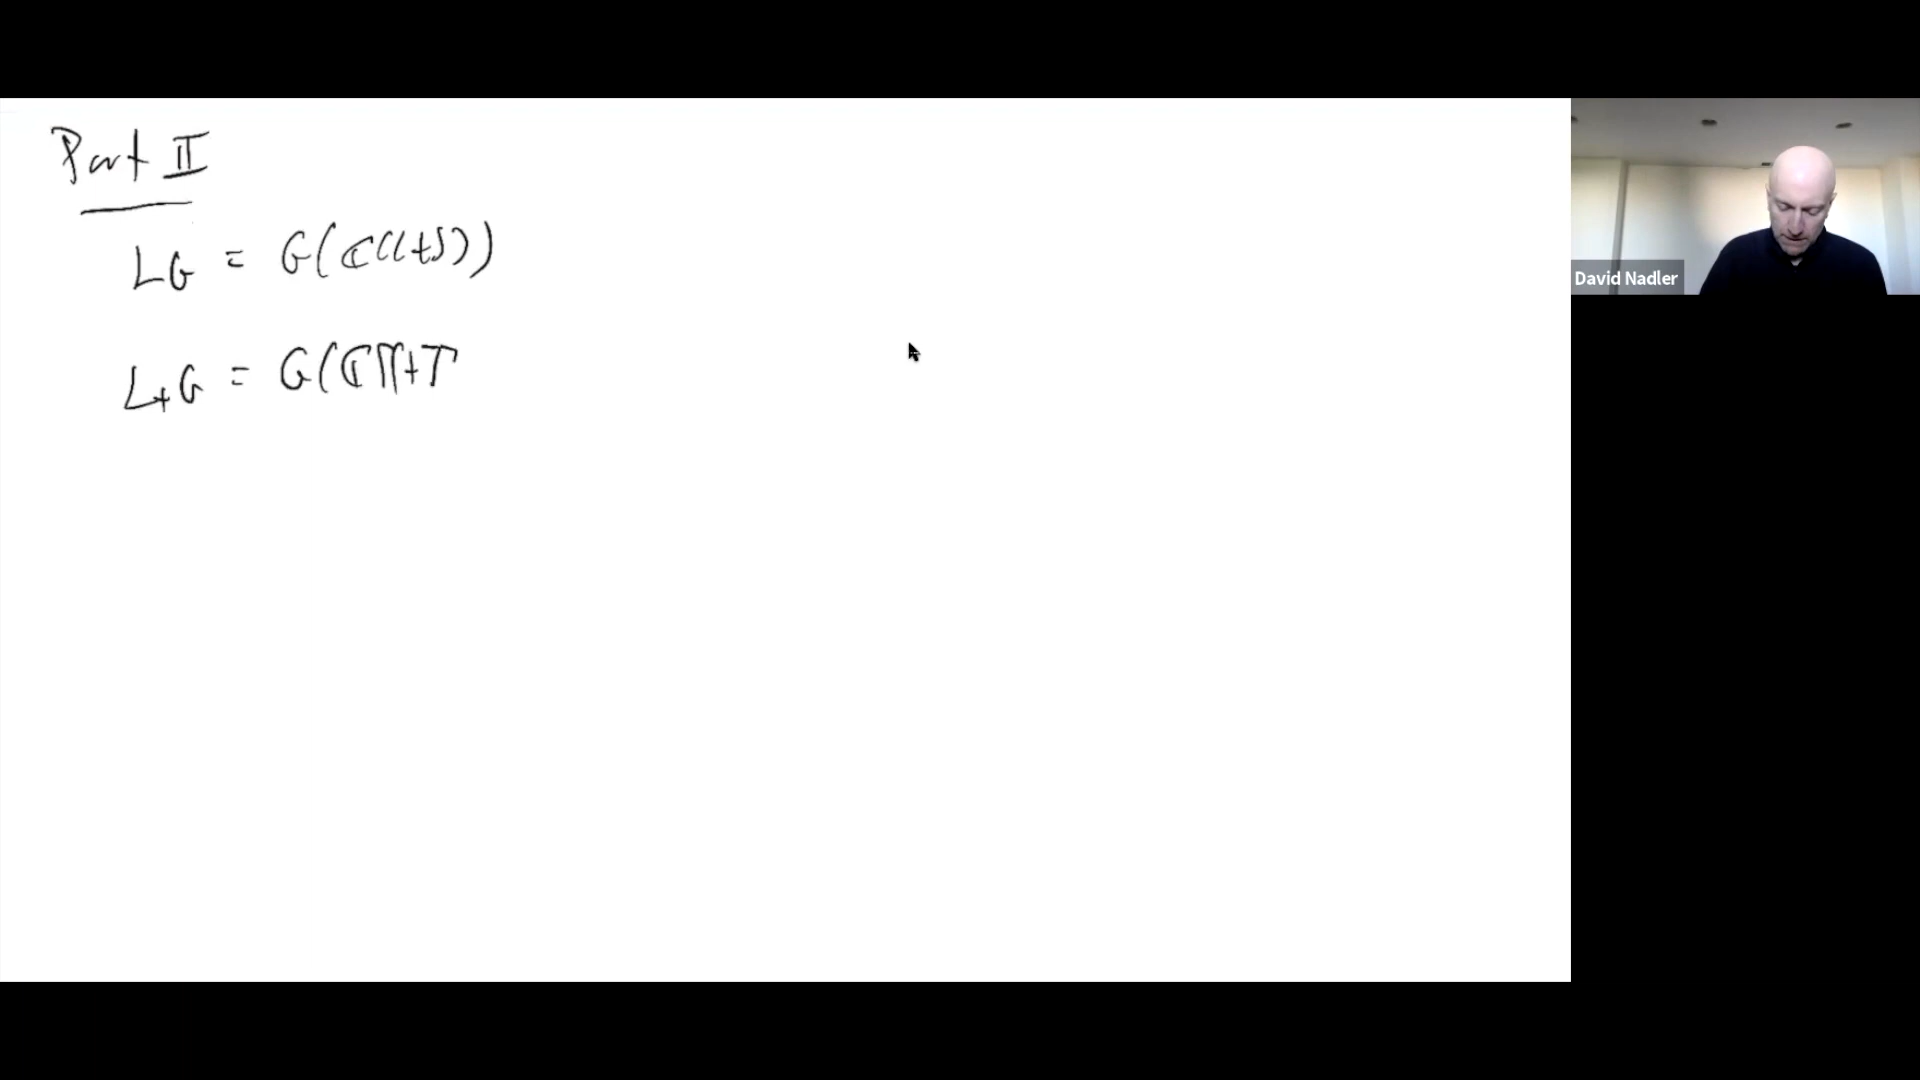 Part II
LG = G(ℂ((t)))
L₊G = G(ℂ[[t]
David Nadler